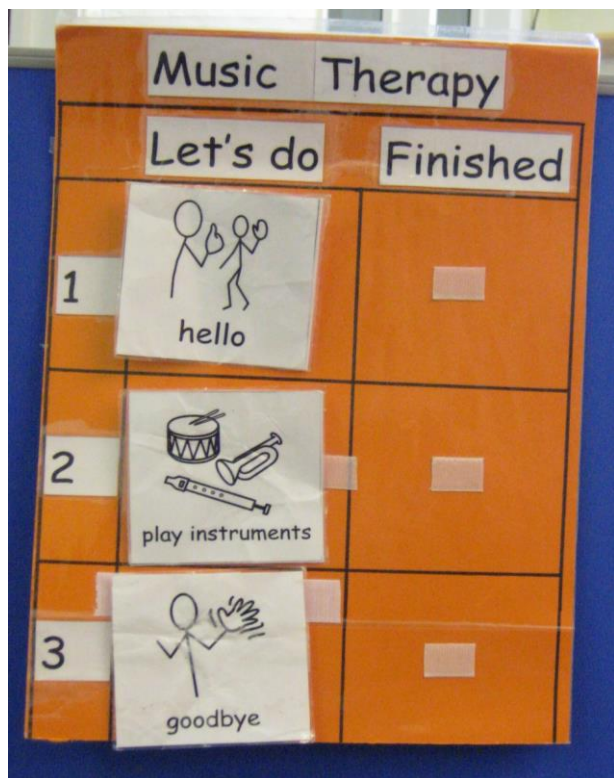 Music Therapy
Let's do Finished
1
hello
2
play instruments
3
goodbye